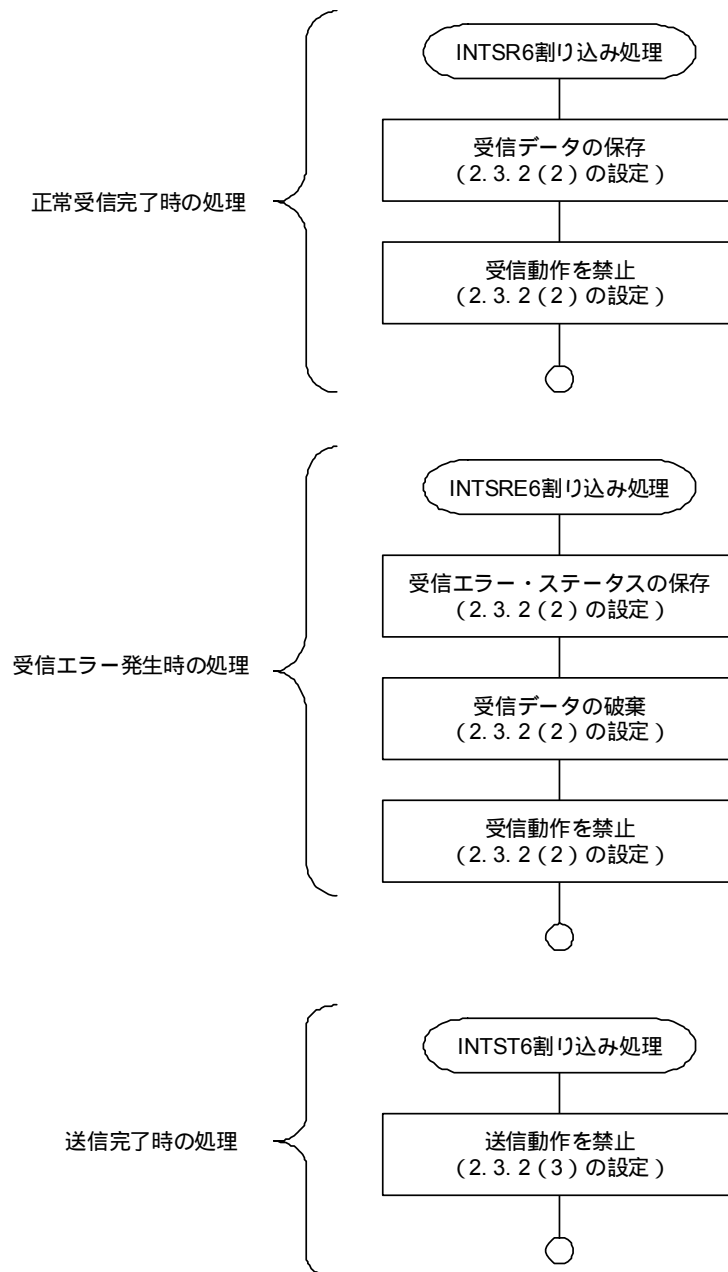 INTSR6割り込み処理
受信データの保存
(2.3.2(2)の設定)
正常受信完了時の処理
受信動作を禁止
(2.3.2(2)の設定)
INTSRE6割り込み処理
受信エラー・ステータスの保存
(2.3.2(2)の設定)
受信エラー発生時の処理
受信データの破棄
(2.3.2(2)の設定)
受信動作を禁止
(2.3.2(2)の設定)
INTST6割り込み処理
送信完了時の処理
送信動作を禁止
(2.3.2(3)の設定)